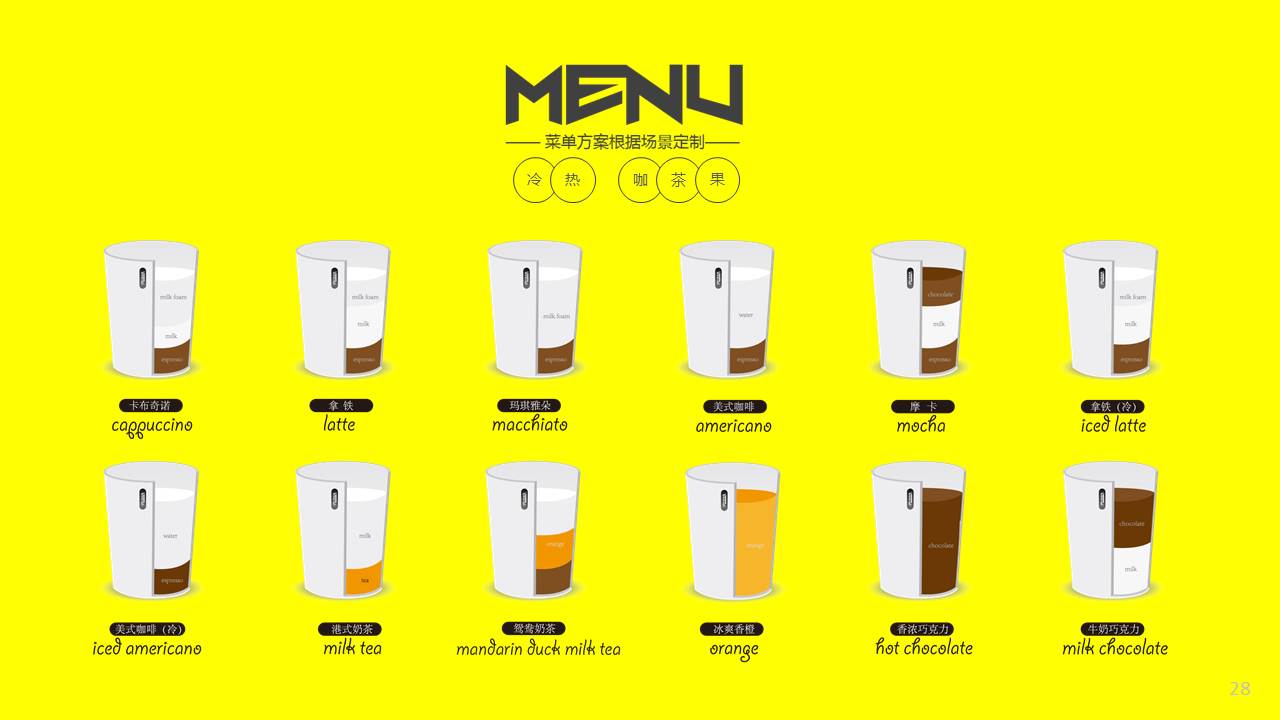 MENU
菜单方案根据场景定制
冷 热 咖 茶 果
milk foam
milk
espresso
milk foam
milk
espresso
milk foam
espresso
water
espresso
chocolate
milk
espresso
milk foam
milk
espresso
卡布奇诺
cappuccino
拿 铁
latte
玛琪雅朵
macchiato
美式咖啡
americano
摩 卡
mocha
拿铁（冷）
iced latte
water
espresso
milk
tea
orange
orange
chocolate
chocolate
milk
美式咖啡（冷）
iced americano
港式奶茶
milk tea
鸳鸯奶茶
mandarin duck milk tea
冰爽香橙
orange
香浓巧克力
hot chocolate
牛奶巧克力
milk chocolate
28